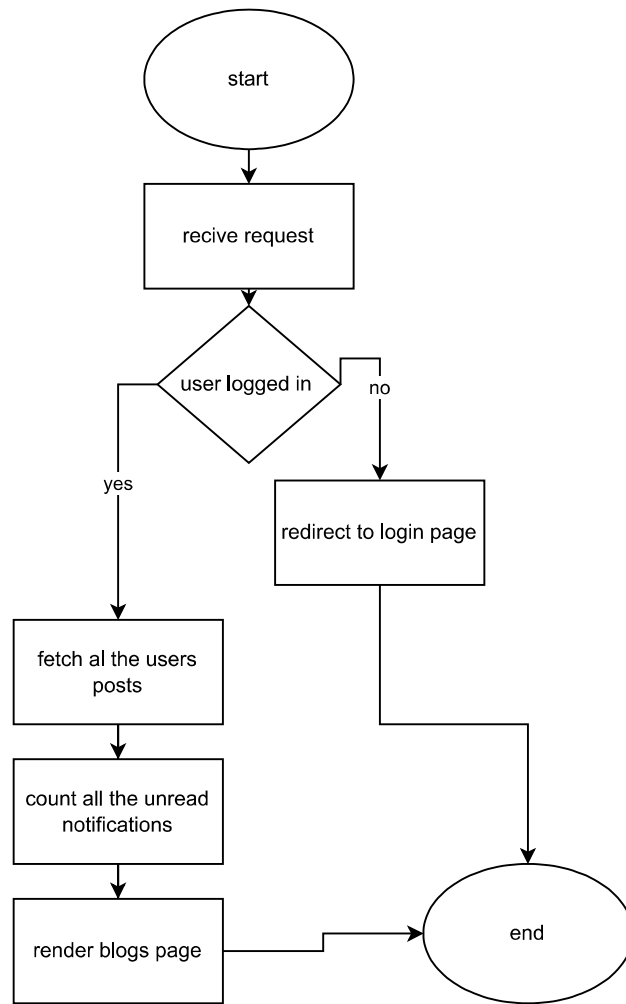 start
recive request
user logged in
no
yes
redirect to login page
fetch al the users
posts
count all the unread
notifications
render blogs page
end